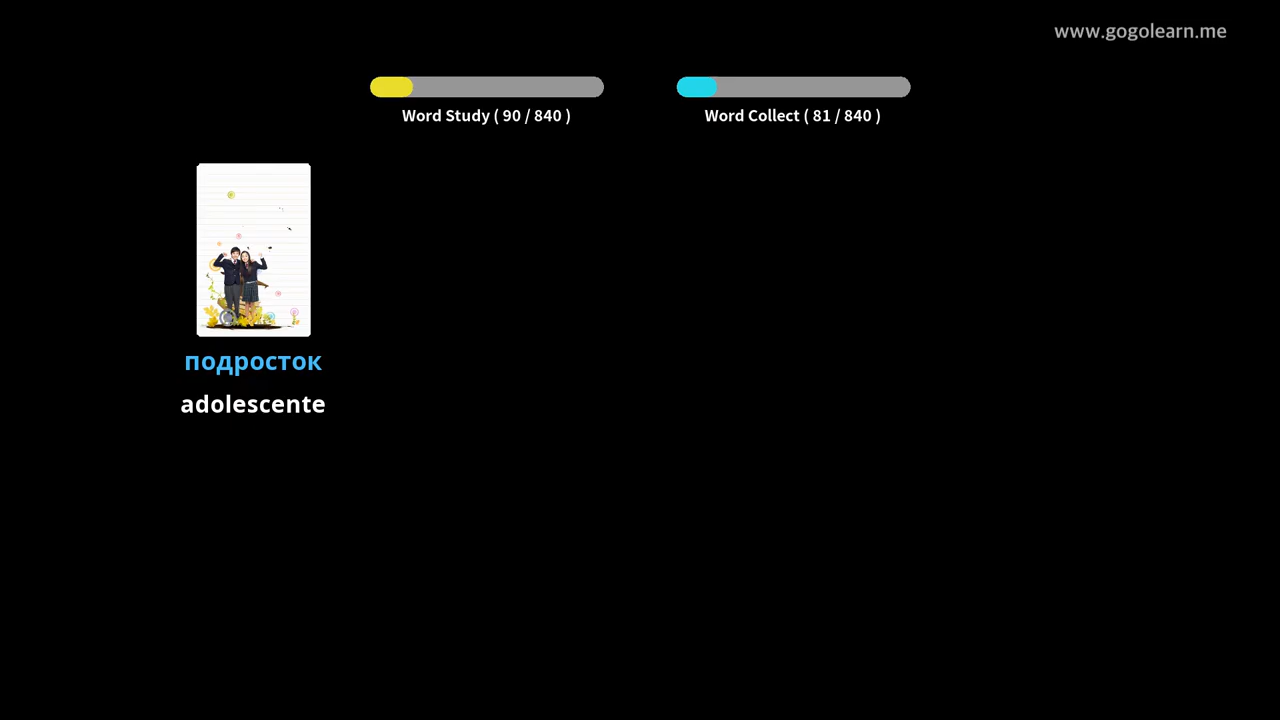 www.gogolearn.me
Word Study ( 90 / 840 )
Word Collect ( 81 / 840 )
подросток
adolescente